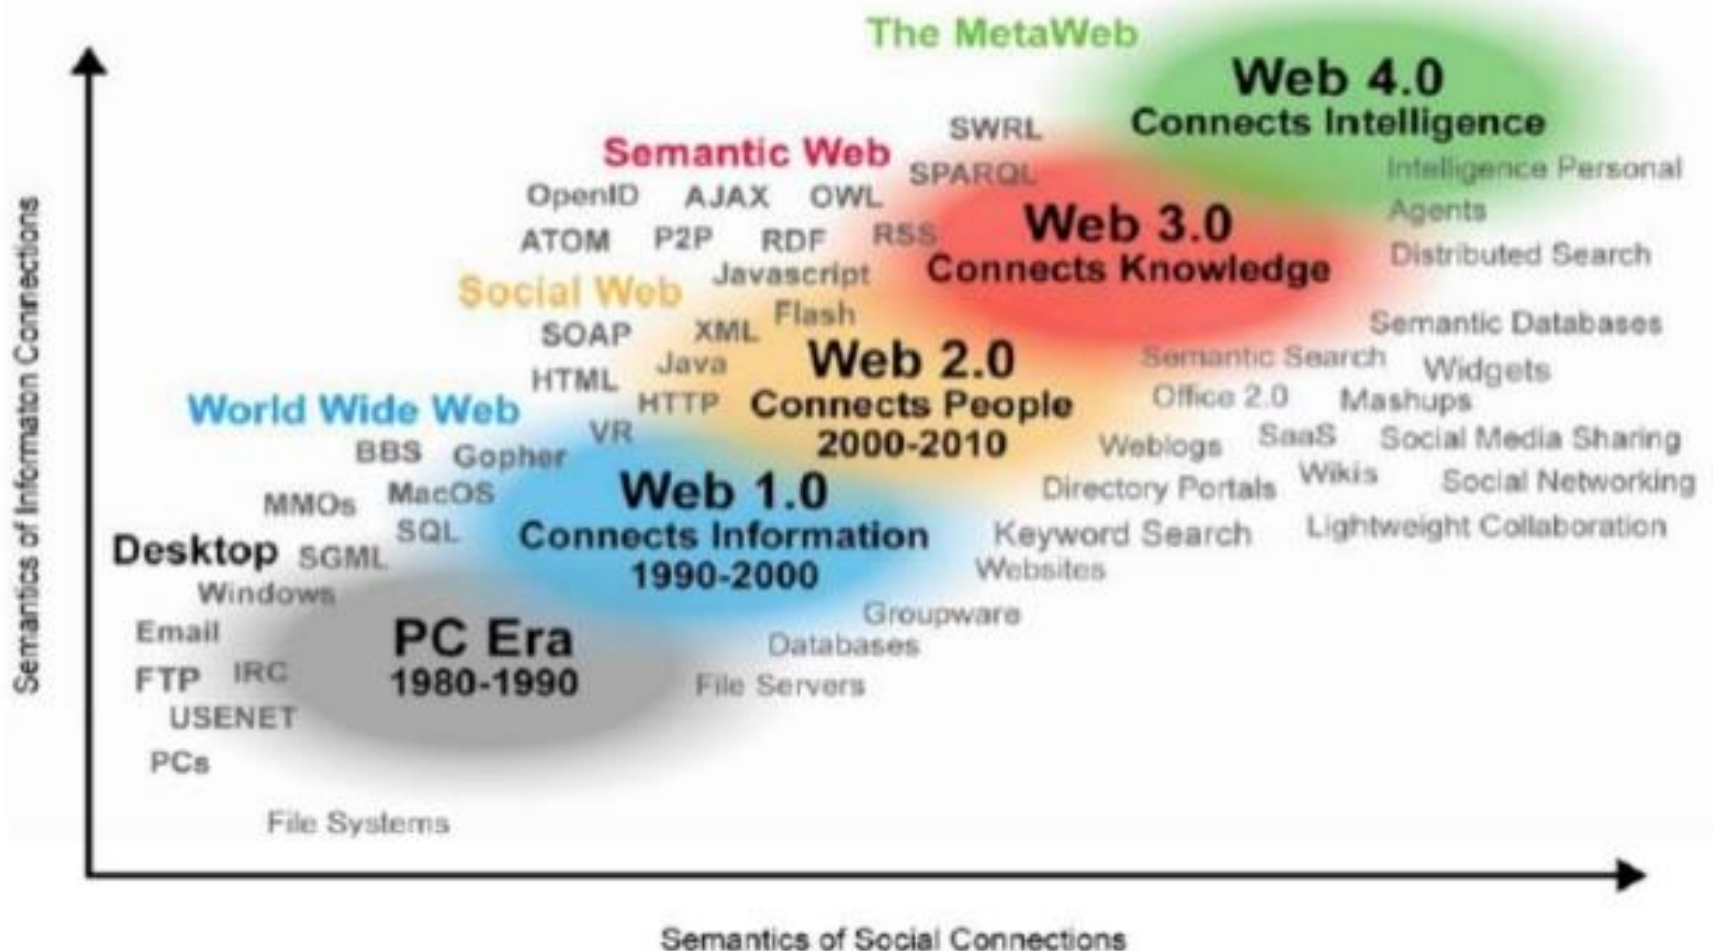 The MetaWeb
Web 4.0
Connects Intelligence
SWRL
Semantic Web
SPARQL
Intelligence Personal
Agents
OpenID AJAX OWL
Web 3.0
Connects Knowledge
ATOM P2P RDF RSS
Distributed Search
Javascript
Social Web
Flash
SOAP XML
Semantic Databases
Web 2.0
Connects People
2000-2010
Java
Semantic Search
Widgets
HTML
HTTP
Office 2.0
Mashups
World Wide Web
VR
Weblogs
SaaS
Social Media Sharing
BBS Gopher
Wikis
Web 1.0
Connects Information
1990-2000
MMOs
MacOS
Directory Portals
Social Networking
SQL
Keyword Search
Lightweight Collaboration
Desktop
SGML
Websites
Windows
Groupware
Email
PC Era
1980-1990
Databases
FTP IRC
File Servers
USENET
PCs
File Systems
Semantics of Informaton Connections
Semantics of Social Connections